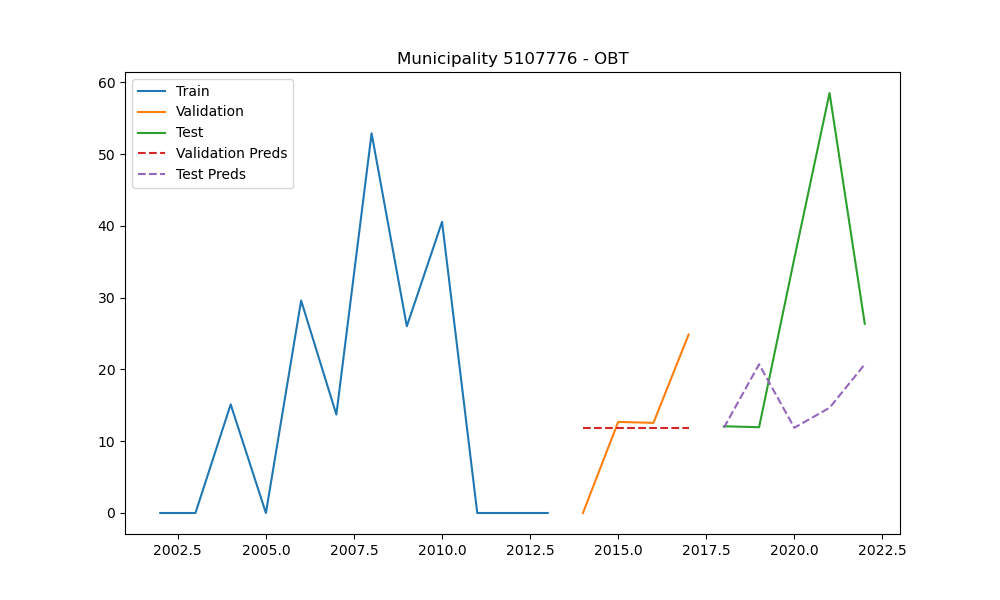 Municipality 5107776 - OBT
Train
Validation
Test
Validation Preds
Test Preds
60
50
40
30
20
10
0
2002.5 2005.0 2007.5 2010.0 2012.5 2015.0 2017.5 2020.0 2022.5